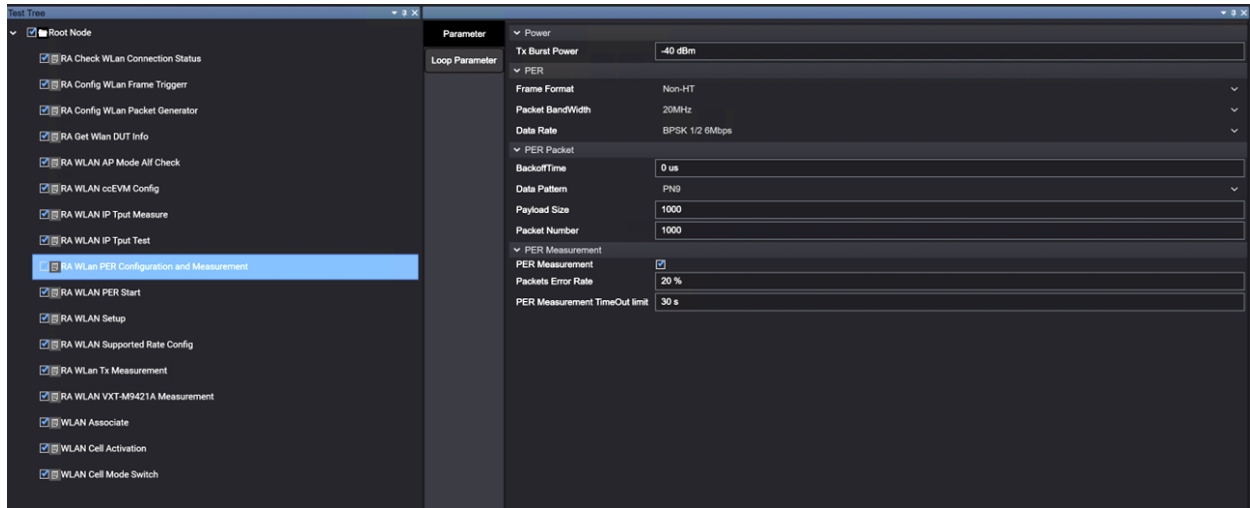 Test Tree
Root Node
RA Check WLan Connection Status
RA Config WLan Frame Triggerr
RA Config WLan Packet Generator
RA Get Wlan DUT Info
RA WLAN AP Mode Alf Check
RA WLAN ccEVM Config
RA WLAN IP Tput Measure
RA WLAN IP Tput Test
RA WLan PER Configuration and Measurement
RA WLAN PER Start
RA WLAN Setup
RA WLAN Supported Rate Config
RA WLan Tx Measurement
RA WLAN VXT-M9421A Measurement
WLAN Associate
WLAN Cell Activation
WLAN Cell Mode Switch
Parameter
Loop Parameter
Power
Tx Burst Power -40 dBm
PER
Frame Format Non-HT
Packet BandWidth 20MHz
Data Rate BPSK 1/2 6Mbps
PER Packet
BackoffTime 0 us
Data Pattern PN9
Payload Size 1000
Packet Number 1000
PER Measurement
PER Measurement
Packets Error Rate 20 %
PER Measurement TimeOut limit 30 s